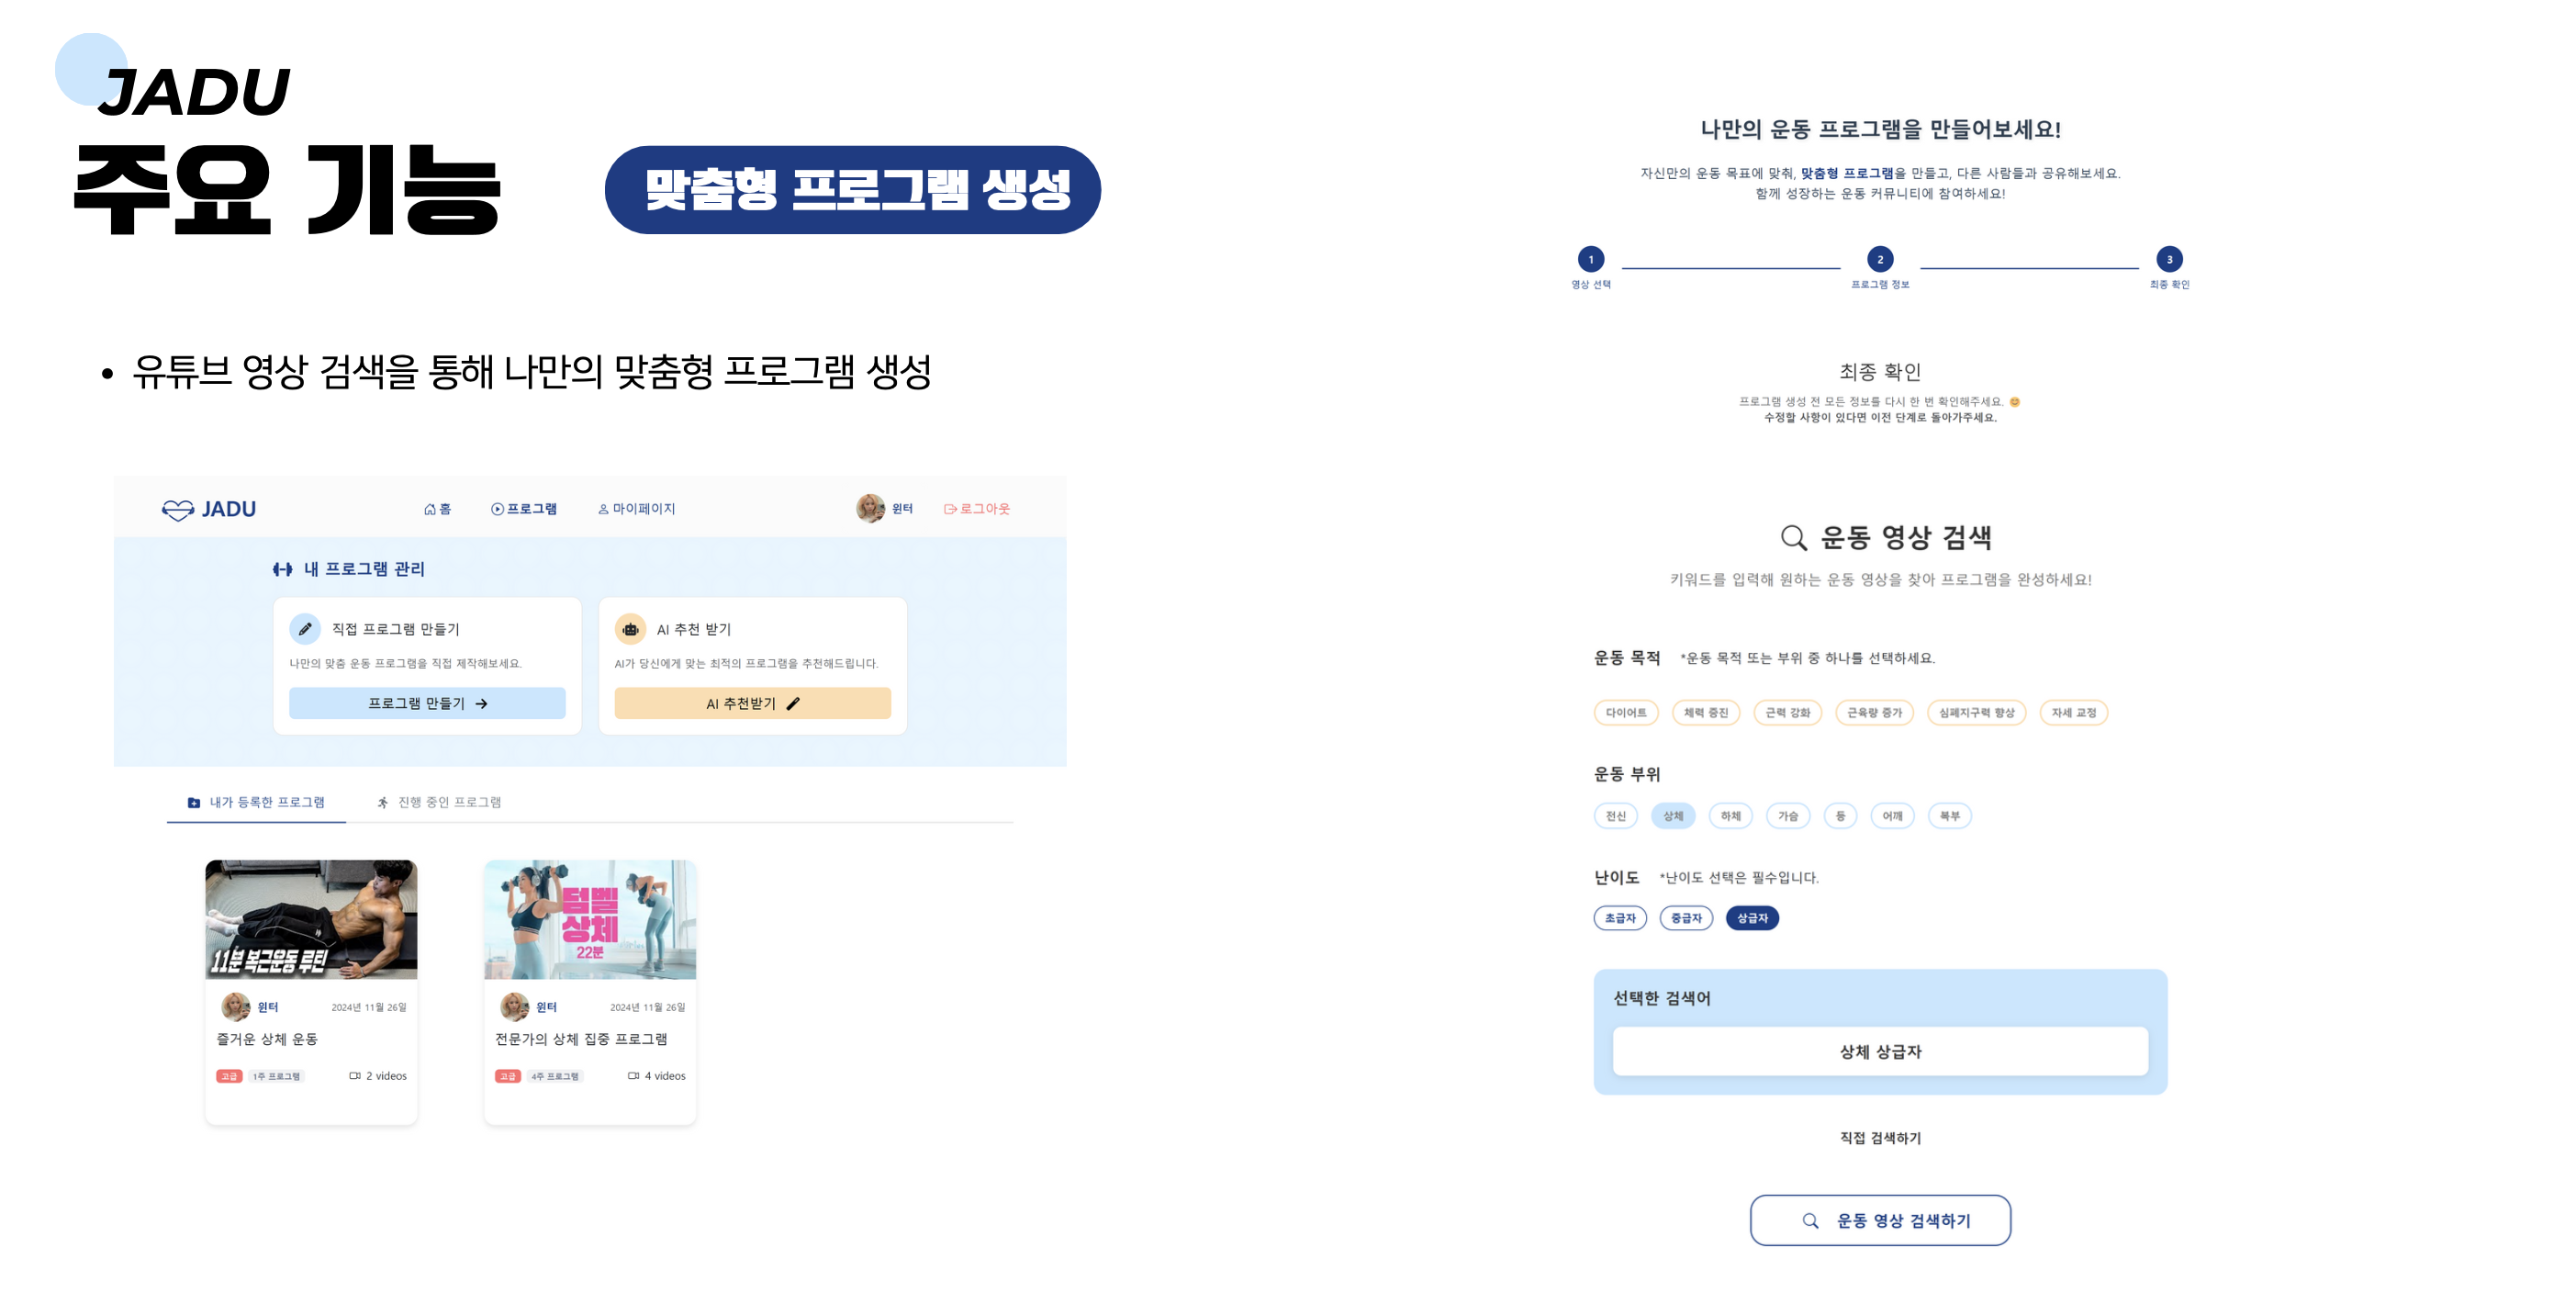 JADU
주요 기능
맞춤형 프로그램 생성
• 유튜브 영상 검색을 통해 나만의 맞춤형 프로그램 생성
JADU
홈
프로그램
마이페이지
윈터
로그아웃
내 프로그램 관리
직접 프로그램 만들기
나만의 맞춤 운동 프로그램을 직접 제작해보세요.
프로그램 만들기
AI 추천 받기
AI가 당신에게 맞는 최적의 프로그램을 추천해드립니다.
AI 추천받기
내가 등록한 프로그램
진행 중인 프로그램
11분 복근운동 루틴
윈터
2024년 11월 26일
즐거운 상체 운동
고급
1주 프로그램
2 videos
덤벨
상체
22분
윈터
2024년 11월 26일
전문가의 상체 집중 프로그램
고급
4주 프로그램
4 videos
나만의 운동 프로그램을 만들어보세요!
자신만의 운동 목표에 맞춰, 맞춤형 프로그램을 만들고, 다른 사람들과 공유해보세요.
함께 성장하는 운동 커뮤니티에 참여하세요!
1
2
3
영상 선택
프로그램 정보
최종 확인
최종 확인
프로그램 생성 전 모든 정보를 다시 한 번 확인해주세요. 😊
수정할 사항이 있다면 이전 단계로 돌아가주세요.
운동 영상 검색
키워드를 입력해 원하는 운동 영상을 찾아 프로그램을 완성하세요!
운동 목적 *운동 목적 또는 부위 중 하나를 선택하세요.
다이어트 체력 증진 근력 강화 근육량 증가 심폐지구력 향상 자세 교정
운동 부위
전신 상체 하체 가슴 등 어깨 복부
난이도 *난이도 선택은 필수입니다.
초급자 중급자 상급자
선택한 검색어
상체 상급자
직접 검색하기
운동 영상 검색하기